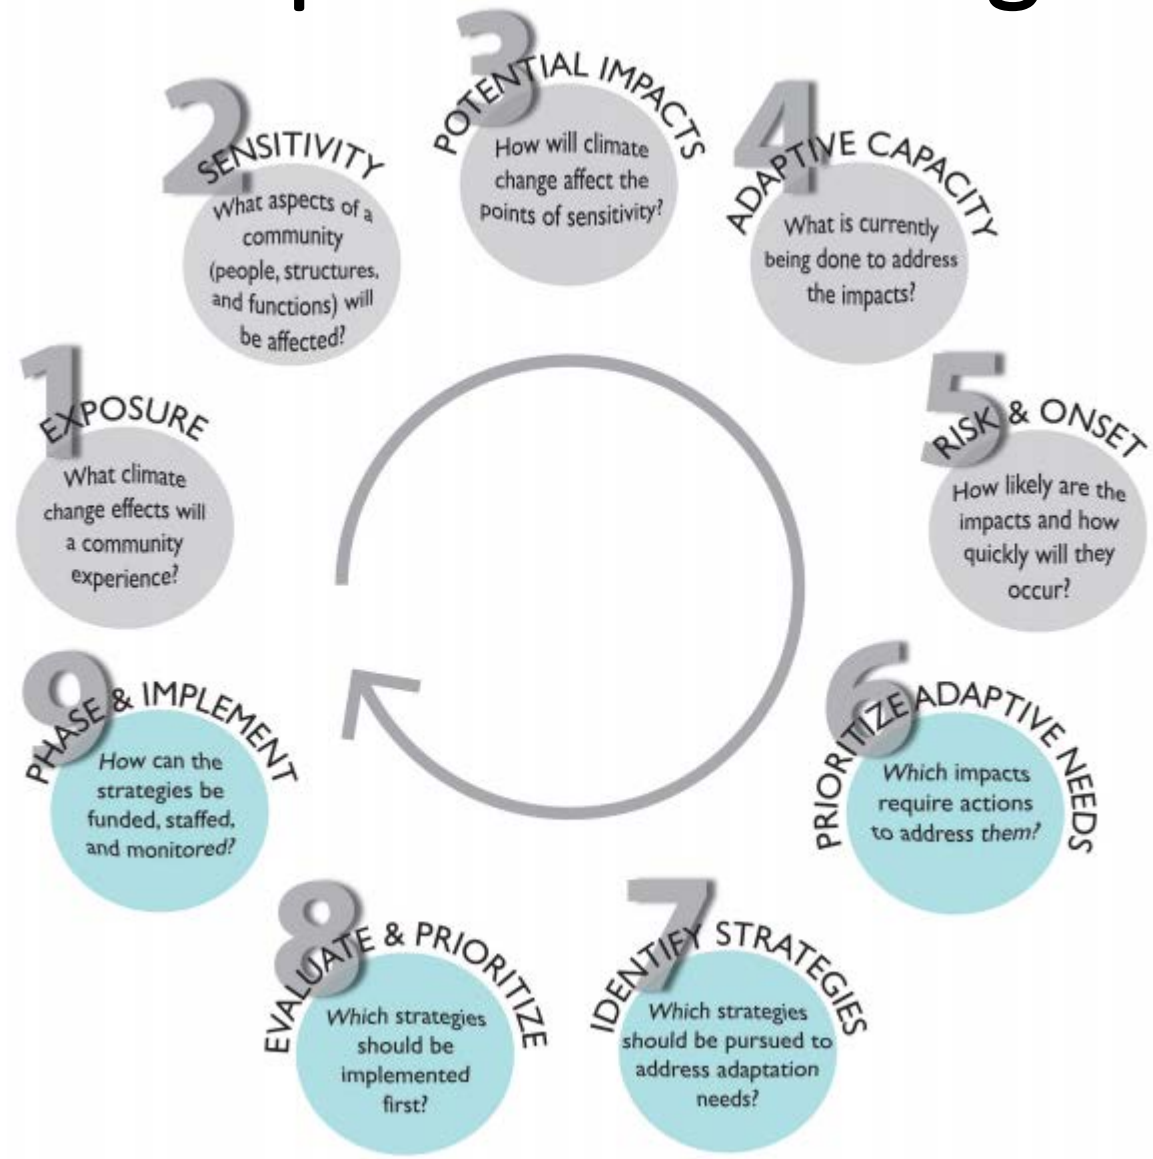 1
EXPOSURE
What climate
change effects will
a community
experience?
2
SENSITIVITY
What aspects of a
community
(people, structures,
and functions) will
be affected?
3
POTENTIAL IMPACTS
How will climate
change affect the
points of sensitivity?
4
ADAPTIVE CAPACITY
What is currently
being done to address
the impacts?
5
RISK & ONSET
How likely are the
impacts and how
quickly will they
occur?
6
PRIORITIZE ADAPTIVE NEEDS
Which impacts
require actions
to address them?
7
IDENTIFY STRATEGIES
Which strategies
should be pursued to
address adaptation
needs?
8
EVALUATE & PRIORITIZE
Which strategies
should be
implemented
first?
9
PHASE & IMPLEMENT
How can the
strategies be
funded, staffed,
and monitored?